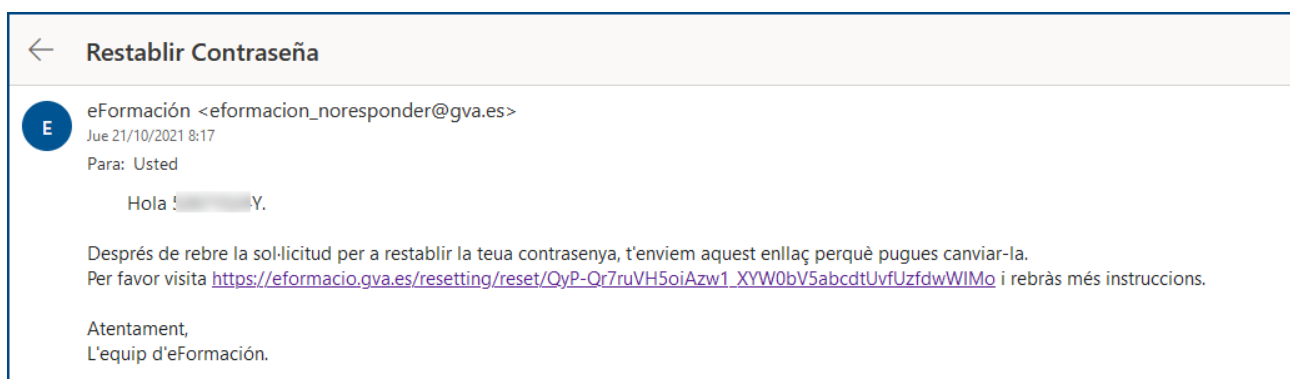 Restablir Contraseña
E
eFormación <eformacion_noresponder@gva.es>
Jue 21/10/2021 8:17
Para: Usted
Hola Y.
Després de rebre la sol·licitud per a restablir la teua contrasenya, t'enviem aquest enllaç perquè pugues canviar-la.
Per favor visita https://eformacio.gva.es/resetting/reset/QyP-Qr7ruVH5oiAzw1_XYW0bV5abcdtUvfUzfdwWIMo i rebràs més instruccions.
Atentament,
L'equip d'eFormación.